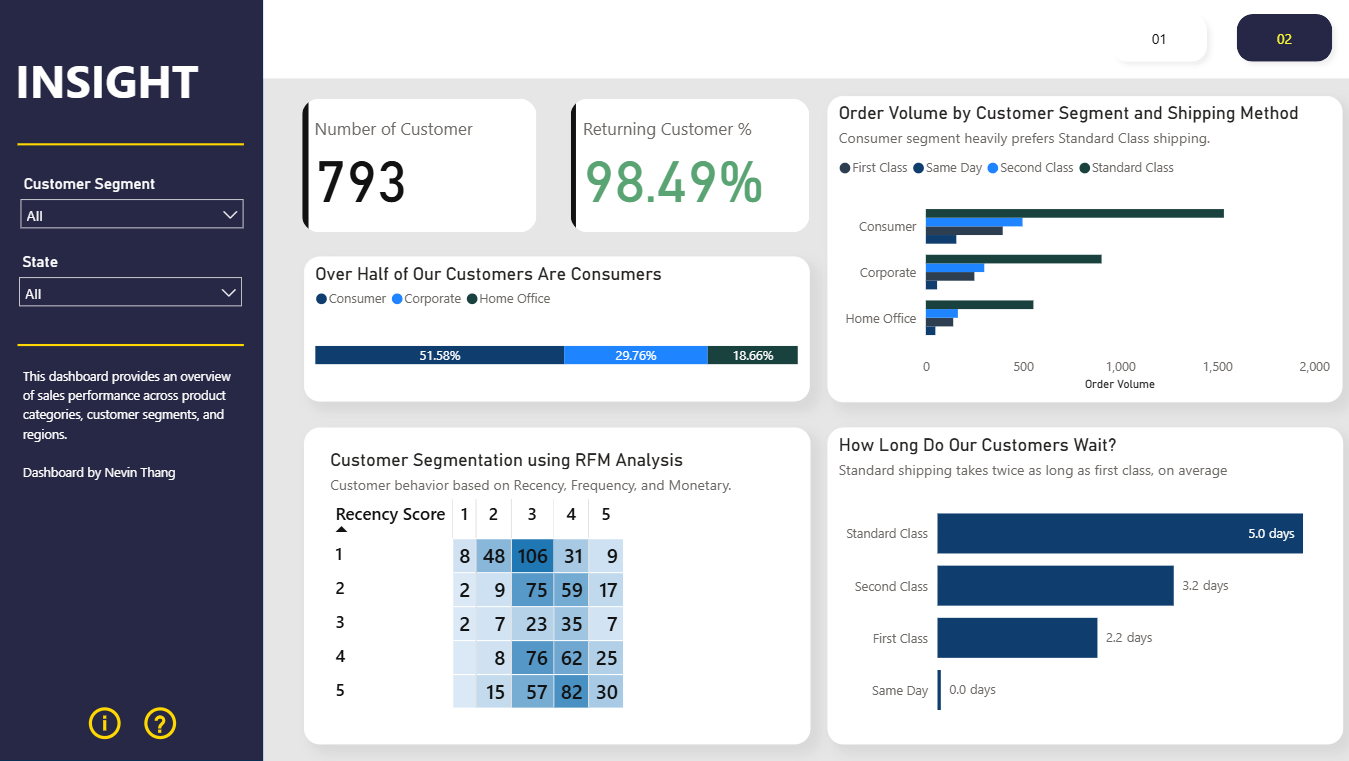 INSIGHT
Customer Segment
All
State
All
This dashboard provides an overview
of sales performance across product
categories, customer segments, and
regions.
Dashboard by Nevin Thang
01
02
Number of Customer
793
Returning Customer %
98.49%
Over Half of Our Customers Are Consumers
Consumer Corporate Home Office
51.58% 29.76% 18.66%
Order Volume by Customer Segment and Shipping Method
Consumer segment heavily prefers Standard Class shipping.
First Class Same Day Second Class Standard Class
Consumer
Corporate
Home Office
0 500 1,000 1,500 2,000
Order Volume
Customer Segmentation using RFM Analysis
Customer behavior based on Recency, Frequency, and Monetary.
Recency Score 1 2 3 4 5
1 8 48 106 31 9
2 2 9 75 59 17
3 2 7 23 35 7
4 8 76 62 25
5 15 57 82 30
How Long Do Our Customers Wait?
Standard shipping takes twice as long as first class, on average
Standard Class 5.0 days
Second Class 3.2 days
First Class 2.2 days
Same Day 0.0 days
i ?